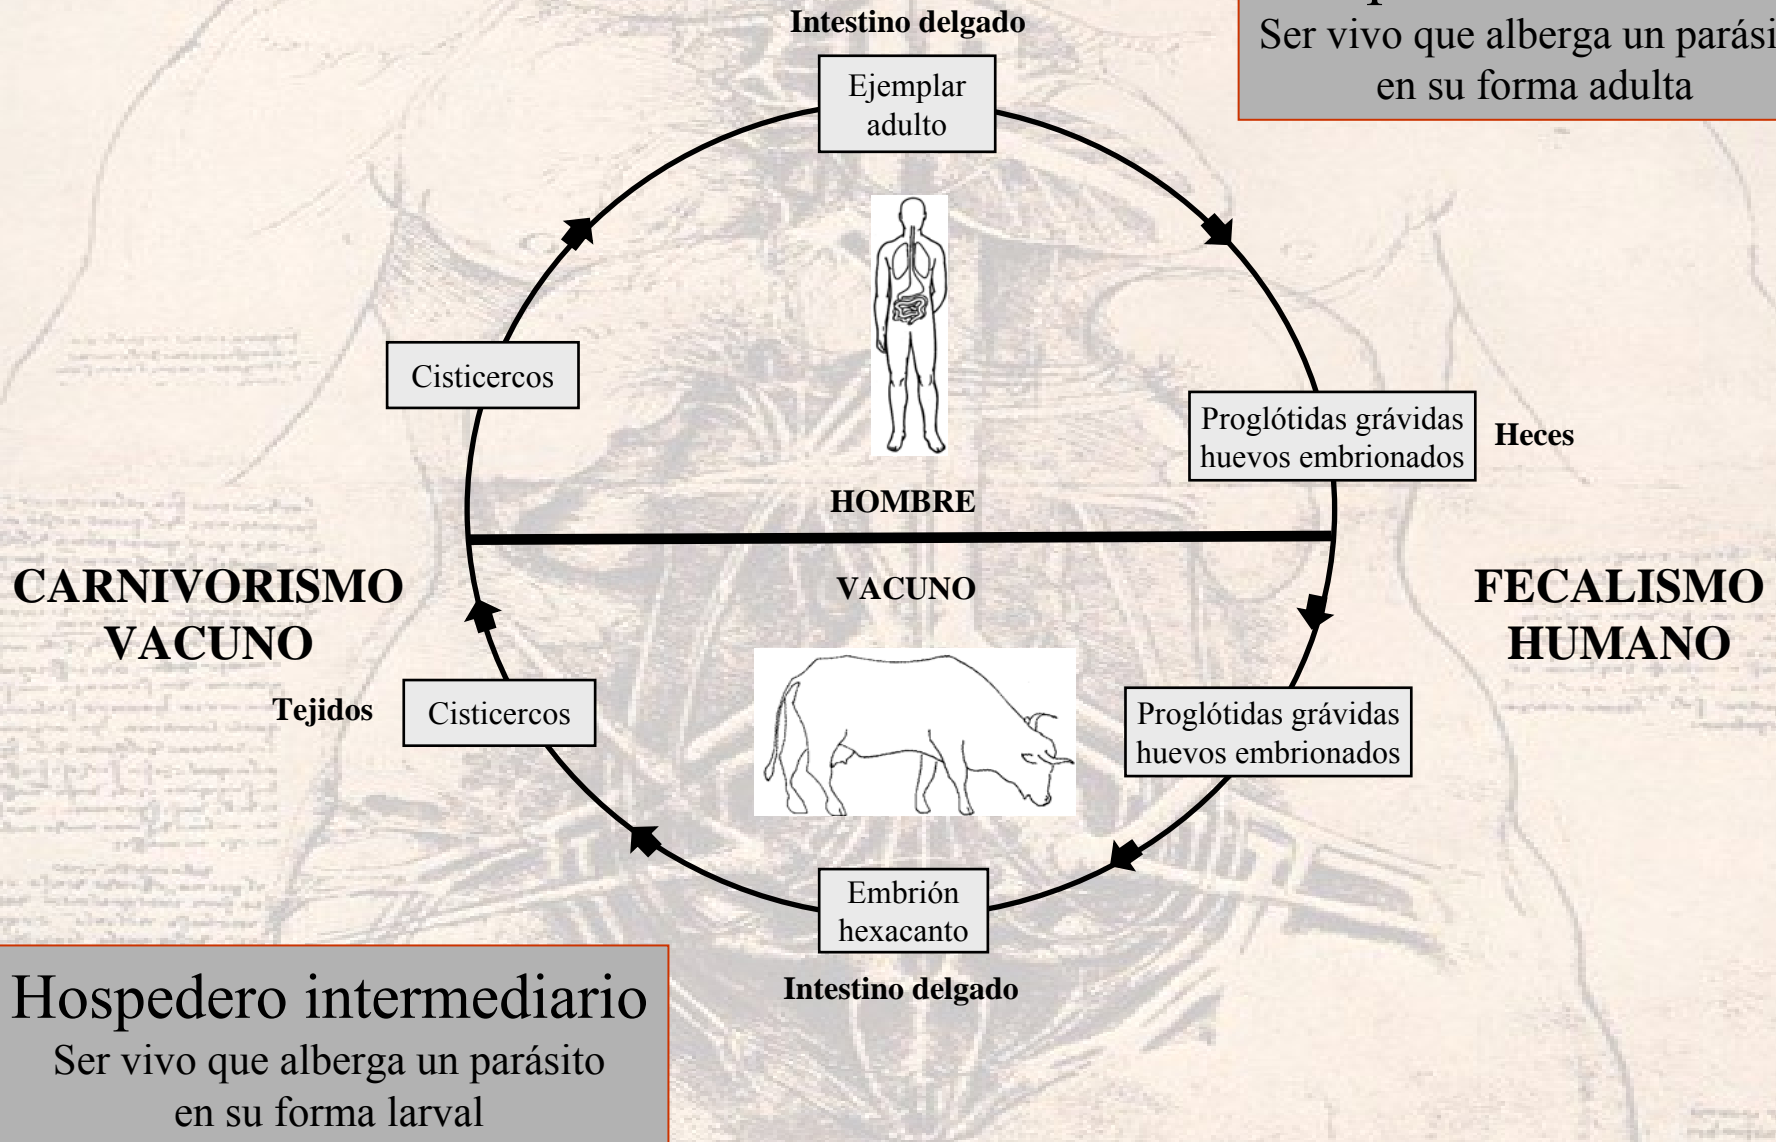 Intestino delgado
Ser vivo que alberga un
en su forma adulta
Ejemplar
adulto
Cisticercos
Proglótidas grávidas
huevos embrionados
Heces
HOMBRE
CARNIVORISMO
VACUNO
VACUNO
FECALISMO
HUMANO
Tejidos
Cisticercos
Proglótidas grávidas
huevos embrionados
Embrión
hexacanto
Intestino delgado
Hospedero intermediario
Ser vivo que alberga un parásito
en su forma larval